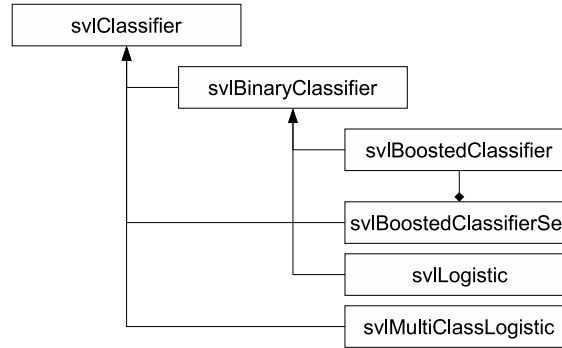 svlClassifier
svlBinaryClassifier
svlBoostedClassifier
svlBoostedClassifierSe
svlLogistic
svlMultiClassLogistic